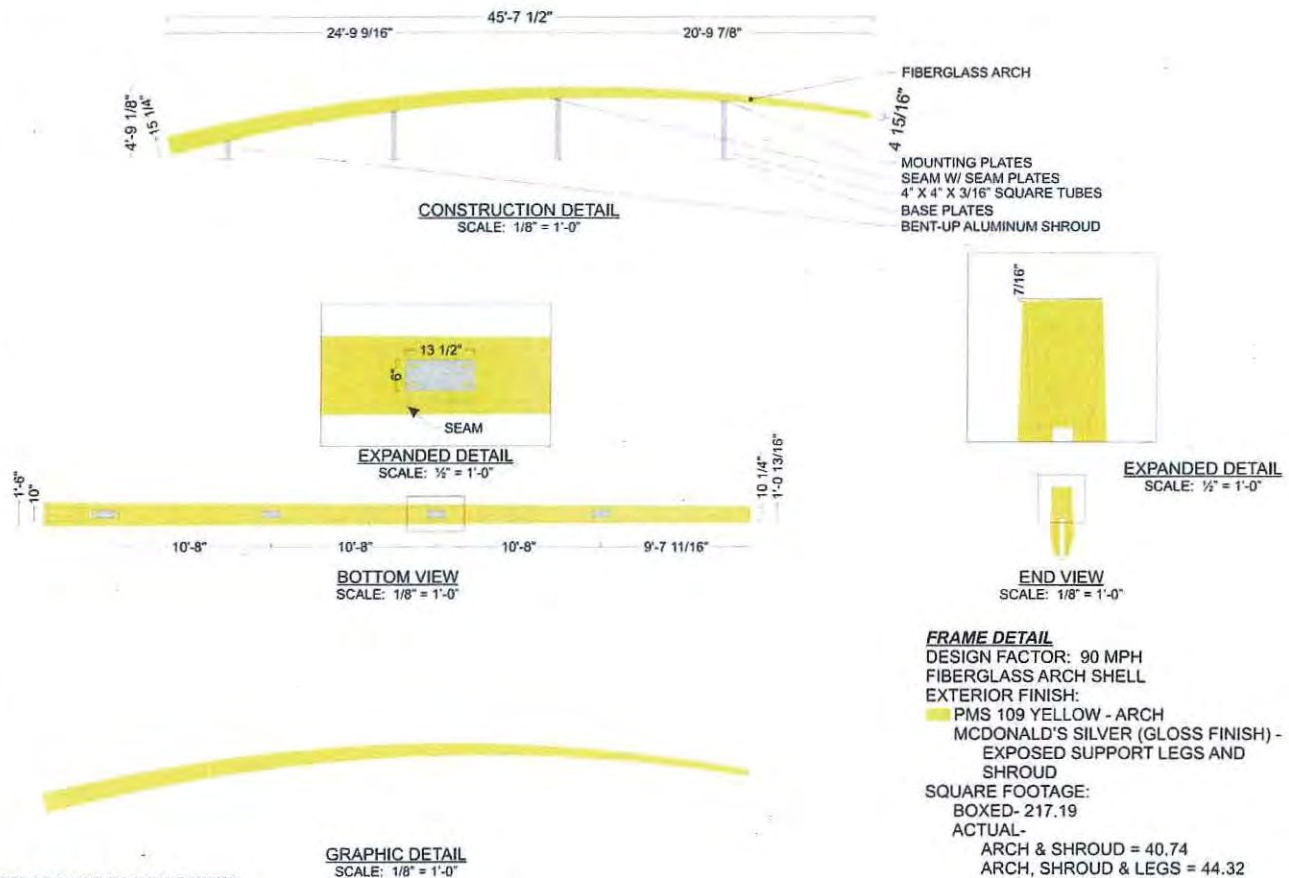 45'-7 1/2"
24'-9 9/16"
20'-9 7/8"
FIBERGLASS ARCH
4'-9 1/8"
15 1/4"
4 15/16"
MOUNTING PLATES
SEAM W/ SEAM PLATES
4" X 4" X 3/16" SQUARE TUBES
BASE PLATES
BENT-UP ALUMINUM SHROUD
CONSTRUCTION DETAIL
SCALE: 1/8" = 1'-0"
7/16"
13 1/2"
6"
SEAM
EXPANDED DETAIL
SCALE: ½" = 1'-0"
EXPANDED DETAIL
SCALE: ½" = 1'-0"
1'-6"
10"
10 1/4"
1'-0 13/16"
10'-8"
10'-8"
10'-8"
9'-7 11/16"
BOTTOM VIEW
SCALE: 1/8" = 1'-0"
END VIEW
SCALE: 1/8" = 1'-0"
FRAME DETAIL
DESIGN FACTOR: 90 MPH
FIBERGLASS ARCH SHELL
EXTERIOR FINISH:
PMS 109 YELLOW - ARCH
MCDONALD'S SILVER (GLOSS FINISH) -
EXPOSED SUPPORT LEGS AND
SHROUD
SQUARE FOOTAGE:
BOXED- 217.19
ACTUAL-
ARCH & SHROUD = 40.74
ARCH, SHROUD & LEGS = 44.32
GRAPHIC DETAIL
SCALE: 1/8" = 1'-0"